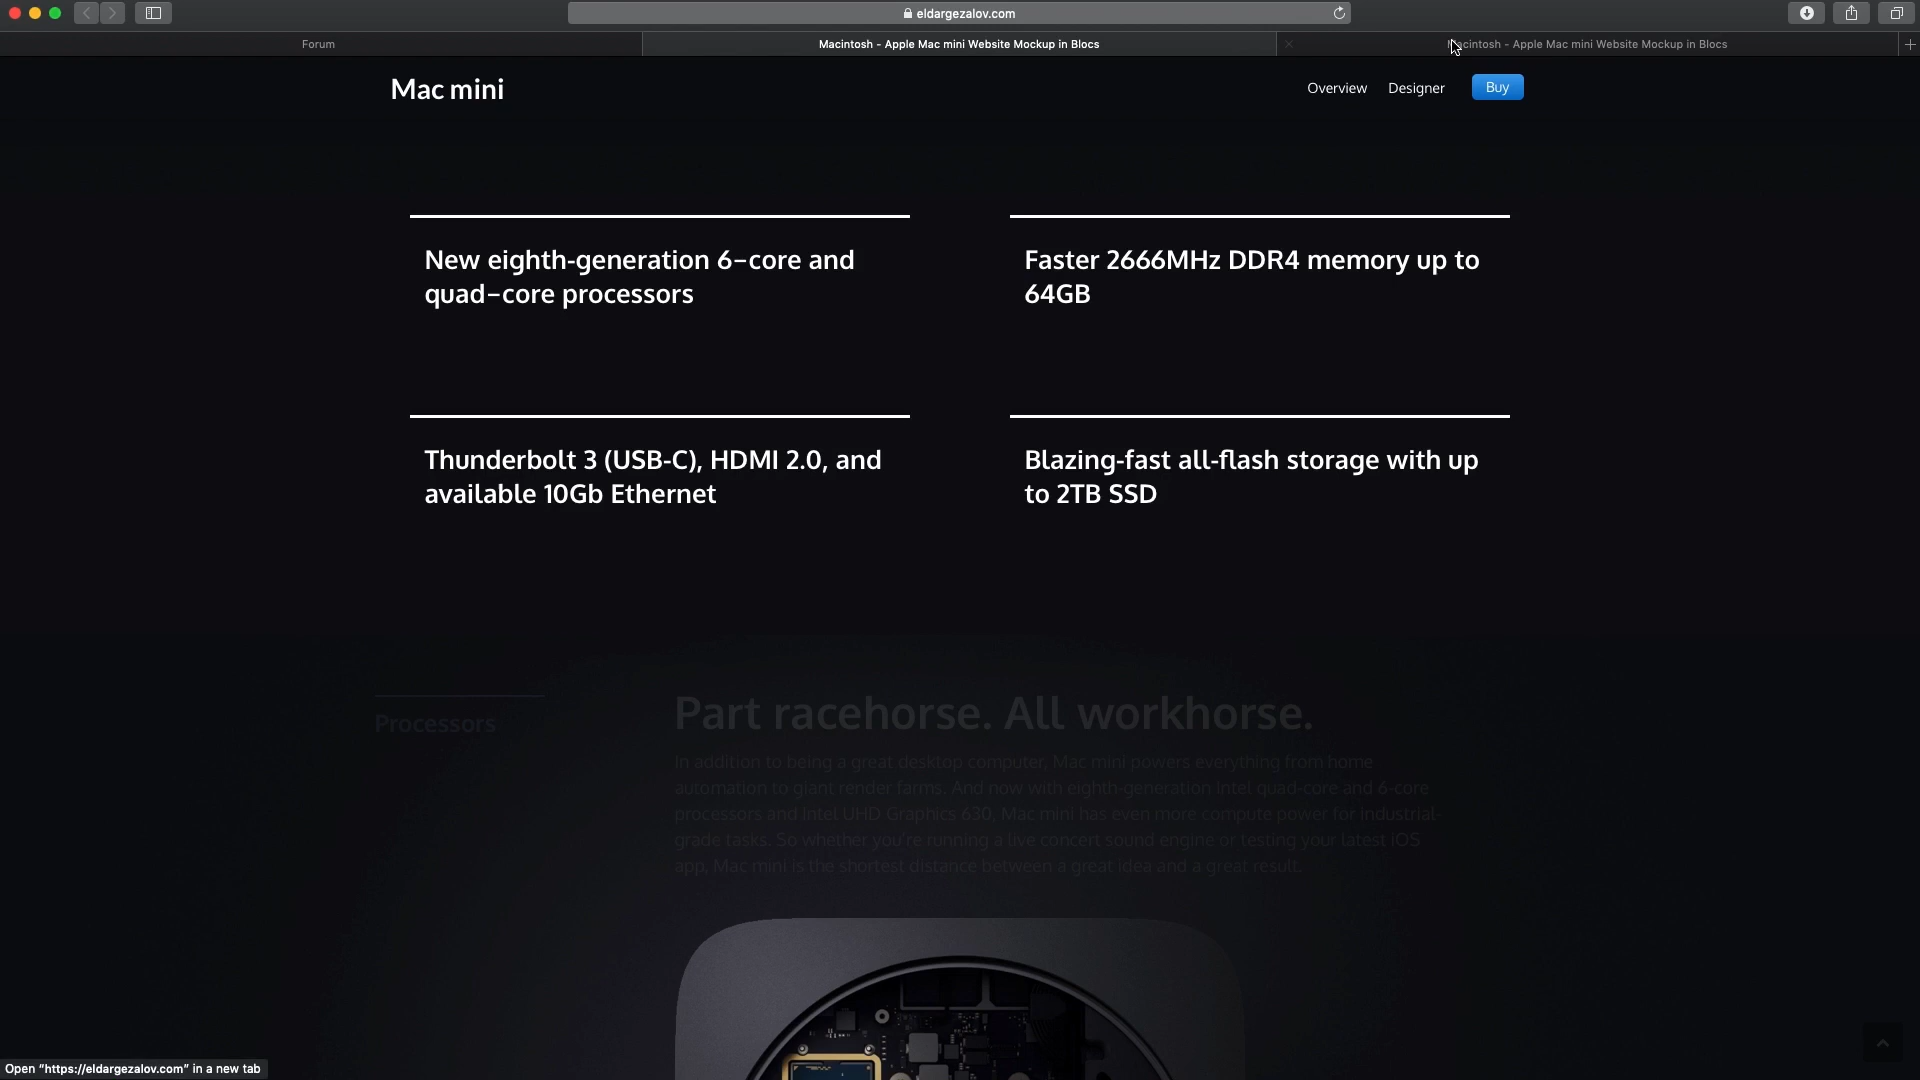 eldargezalov.com
Forum
Macintosh - Apple Mac mini Website Mockup in Blocs
acintosh - Apple Mac mini Website Mockup in Blocs
Mac mini
Overview
Designer
Buy
New eighth-generation 6–core and
quad–core processors
Faster 2666MHz DDR4 memory up to
64GB
Thunderbolt 3 (USB-C), HDMI 2.0, and
available 10Gb Ethernet
Blazing-fast all-flash storage with up
to 2TB SSD
Processors
Part racehorse. All workhorse.
In addition to being a great desktop computer, Mac mini powers everything from home
automation to giant render farms. And now with eighth-generation Intel quad-core and 6-core
processors and Intel UHD Graphics 630, Mac mini has even more compute power for industrial-
grade tasks. So whether you're running a live concert sound engine or testing your latest iOS
app, Mac mini is the shortest distance between a great idea and a great result.
Open “https://eldargezalov.com” in a new tab